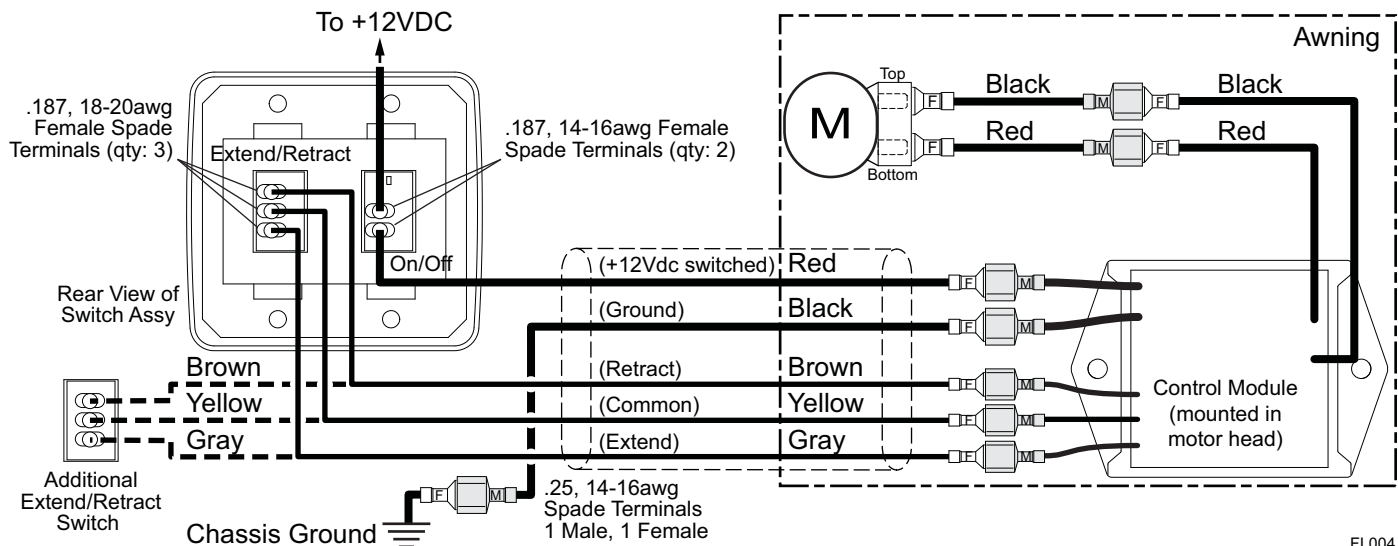 To +12VDC
Awning
.187, 18-20awg
Female Spade
Terminals (qty: 3)
Extend/Retract
.187, 14-16awg Female
Spade Terminals (qty: 2)
On/Off
Rear View of
Switch Assy
M
Top
Bottom
F
Black
M
F
Black
F
Red
M
F
Red
(+12Vdc switched)
Red
F
M
(Ground)
Black
F
M
Brown
(Retract)
Brown
F
M
Yellow
(Common)
Yellow
F
M
Gray
(Extend)
Gray
F
M
Control Module
(mounted in
motor head)
Additional
Extend/Retract
Switch
F
M
.25, 14-16awg
Spade Terminals
1 Male, 1 Female
Chassis Ground
EL004